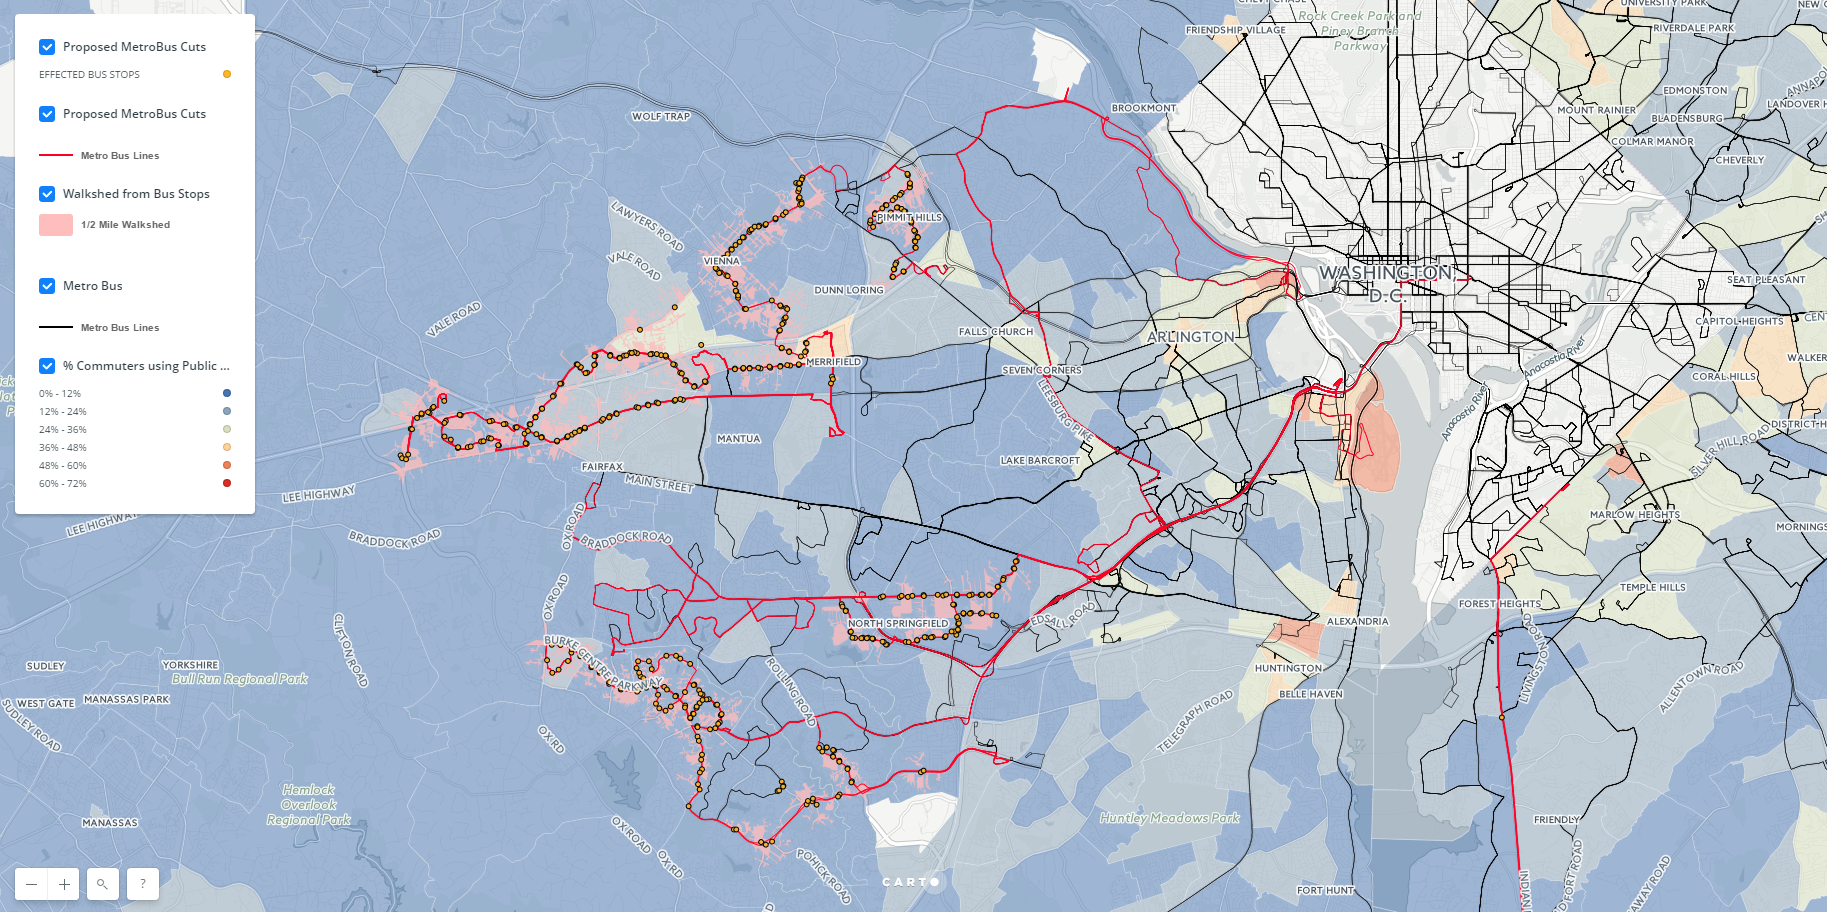 Proposed MetroBus Cuts
EFFECTED BUS STOPS
Proposed MetroBus Cuts
Metro Bus Lines
Walkshed from Bus Stops
1/2 Mile Walkshed
Metro Bus
Metro Bus Lines
% Commuters using Public ...
0% - 12%
12% - 24%
24% - 36%
36% - 48%
48% - 60%
60% - 72%
Rock Creek Park and
Piney Branch
Parkway
FRIENDSHIP VILLAGE
UNIVERSITY PARK
RIVERDALE PARK
EDMONSTON
LANDOVER H
MOUNT RAINIER
BLADENSBURG
COLMAR MANOR
CHEVERLY
BROOKMONT
WOLF TRAP
LAWYERS ROAD
PIMMIT HILLS
VALE ROAD
VIENNA
DUNN LORING
WASHINGTON,
D.C.
SEAT PLEASANT
VALE ROAD
FALLS CHURCH
ARLINGTON
CAPITOL HEIGHTS
MERRIFIELD
SEVEN CORNERS
Anacostia River
WALKER
CORAL HILLS
LEESBURG PIKE
Anacostia River
DISTRICT H
MANTUA
LAKE BARCROFT
SILVER HILL ROAD
FAIRFAX
MAIN STREET
LEE HIGHWAY
LEE HIGHWAY
MARLOW HEIGHTS
MORNINGS
BRADDOCK ROAD
OX ROAD
BRADDOCK ROAD
OX ROAD
TEMPLE HILLS
FOREST HEIGHTS
CLIFTON ROAD
NORTH SPRINGFIELD
EDSALL ROAD
ALEXANDRIA
BURKE CENTRE PARKWAY
LIVINGSTON ROAD
SUDLEY
YORKSHIRE
Bull Run Regional Park
HUNTINGTON
ROLLING ROAD
ALLENTOWN ROAD
WEST GATE
MANASSAS PARK
BELLE HAVEN
TELEGRAPH ROAD
SUDLEY ROAD
OX RD
Hemlock
Overlook
Regional Park
MANASSAS
Huntley Meadows Park
FRIENDLY
OX ROAD
OX RD
POHICK ROAD
CARTO
FORT HUNT
INDIAN
D FORT ROAD
AWAY ROAD
?